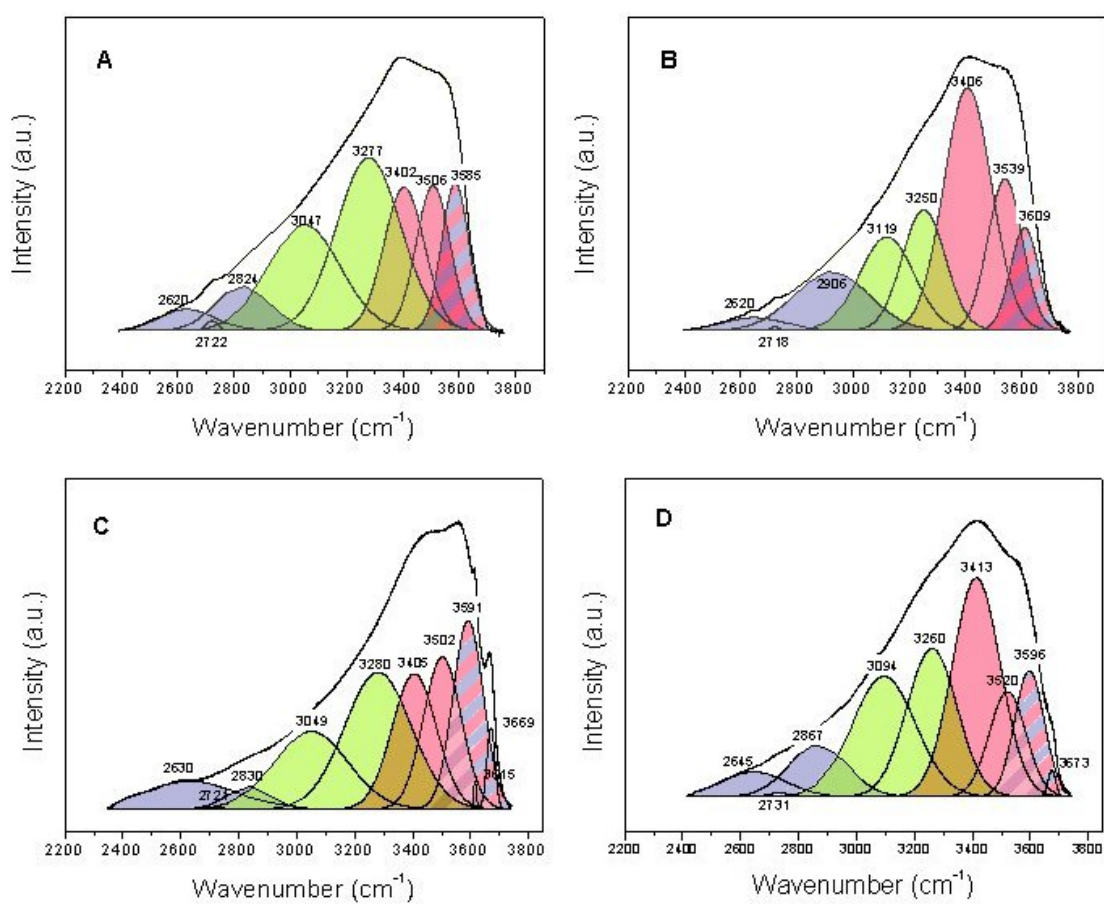 A
Intensity (a.u.)
3277
3402
3506
3585
3047
2824
2620
2722
2200 2400 2600 2800 3000 3200 3400 3600 3800
Wavenumber (cm⁻¹)
B
Intensity (a.u.)
3406
3539
3609
3250
3119
2906
2620
2718
2200 2400 2600 2800 3000 3200 3400 3600 3800
Wavenumber (cm⁻¹)
C
Intensity (a.u.)
3591
3502
3405
3280
3669
3049
3615
2630
2830
2200 2400 2600 2800 3000 3200 3400 3600 3800
Wavenumber (cm⁻¹)
D
Intensity (a.u.)
3413
3260
3596
3520
3094
2867
3673
2645
2731
2200 2400 2600 2800 3000 3200 3400 3600 3800
Wavenumber (cm⁻¹)